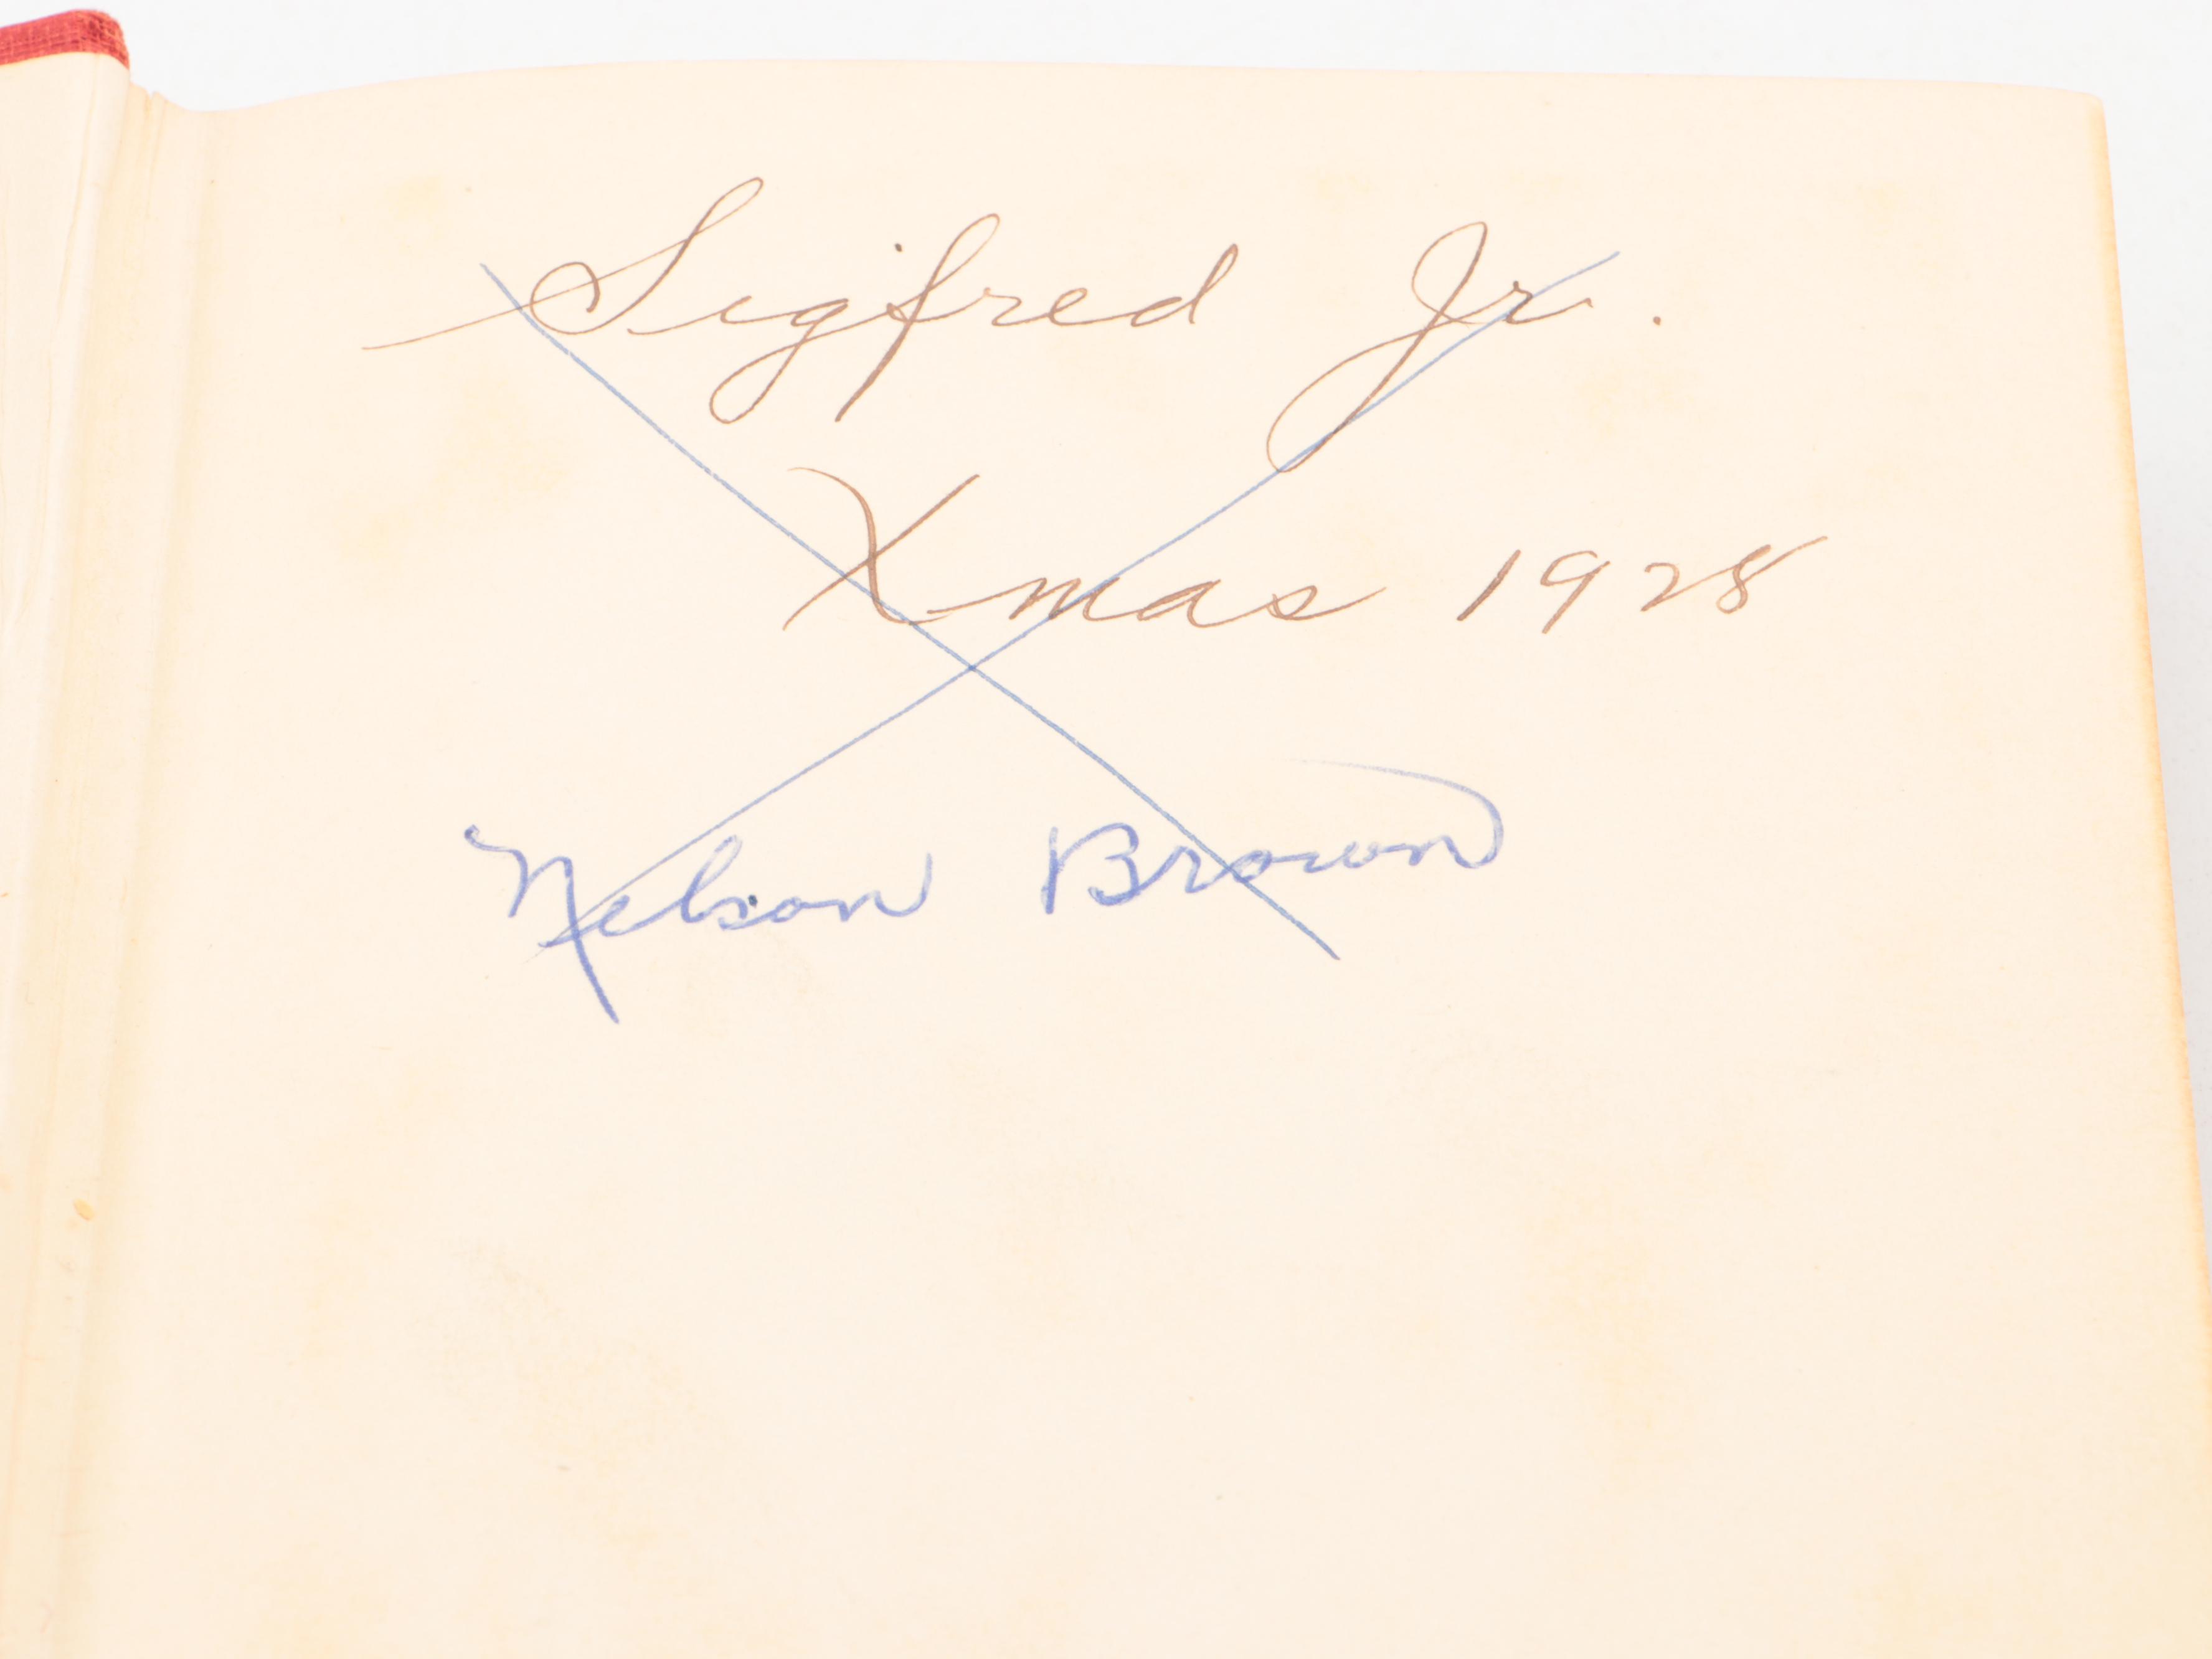 Sigfred Jr.
Xmas 1928
Nelson Brown